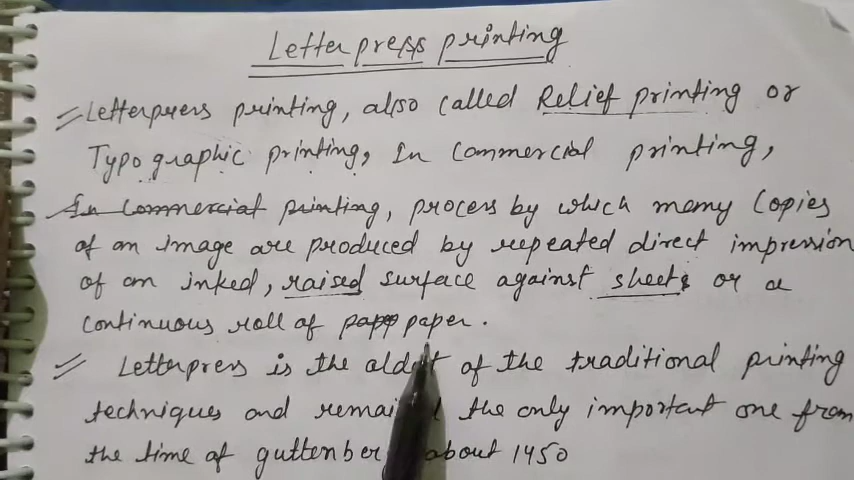 Letterpress printing
= Letterpress printing, also called Relief printing or
Typographic printing, In Commercial printing,
In Commercial printing, process by which many Copies
of an image are produced by repeated direct impression
of an inked, raised surface against sheets or a
Continuous roll of papp paper.
= Letterpress is the oldest of the traditional printing
techniques and remained the only important one from
the time of guttenberg about 1450